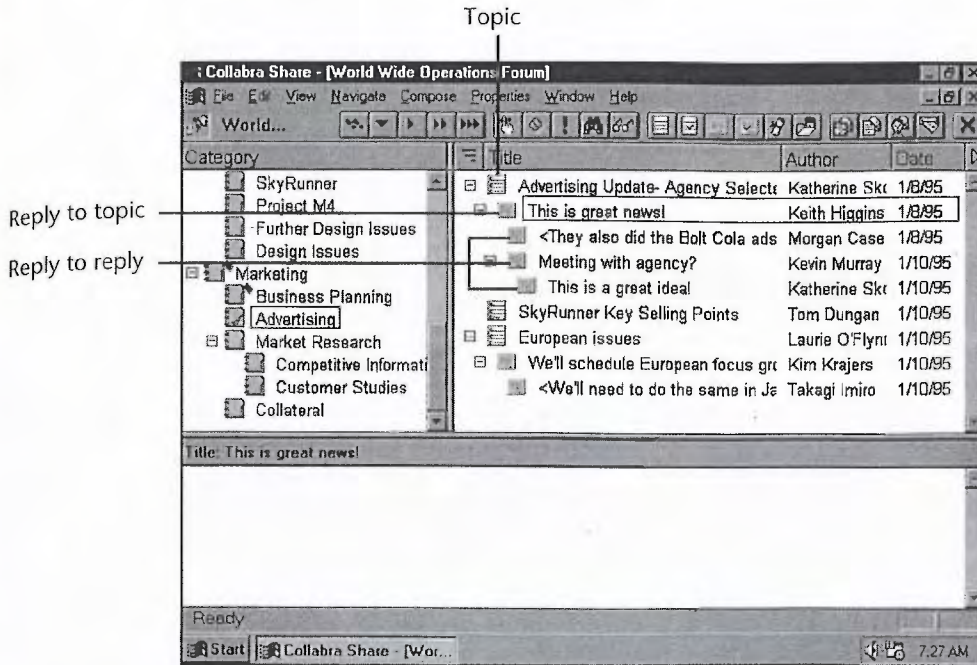 Topic
Collabra Share - [World Wide Operations Forum]
File Edit View Navigate Compose Properties Window Help
World...
Category
Title Author Date
SkyRunner
Project M4
Further Design Issues
Design Issues
Marketing
Business Planning
Advertising
Market Research
Competitive Informati
Customer Studies
Collateral
Reply to topic
Reply to reply
Advertising Update- Agency Selecte Katherine Ske 1/8/95
This is great news! Keith Higgins 1/8/95
<They also did the Bolt Cola ads Morgan Case 1/8/95
Meeting with agency? Kevin Murray 1/10/95
This is a great idea! Katherine Ske 1/10/95
SkyRunner Key Selling Points Tom Dungan 1/10/95
European issues Laurie O'Flynn 1/10/95
We'll schedule European focus gro Kim Krajers 1/10/95
<We'll need to do the same in Ja Takagi Imiro 1/10/95
Title: This is great news!
Ready
Start Collabra Share - [Wor... 7:27 AM